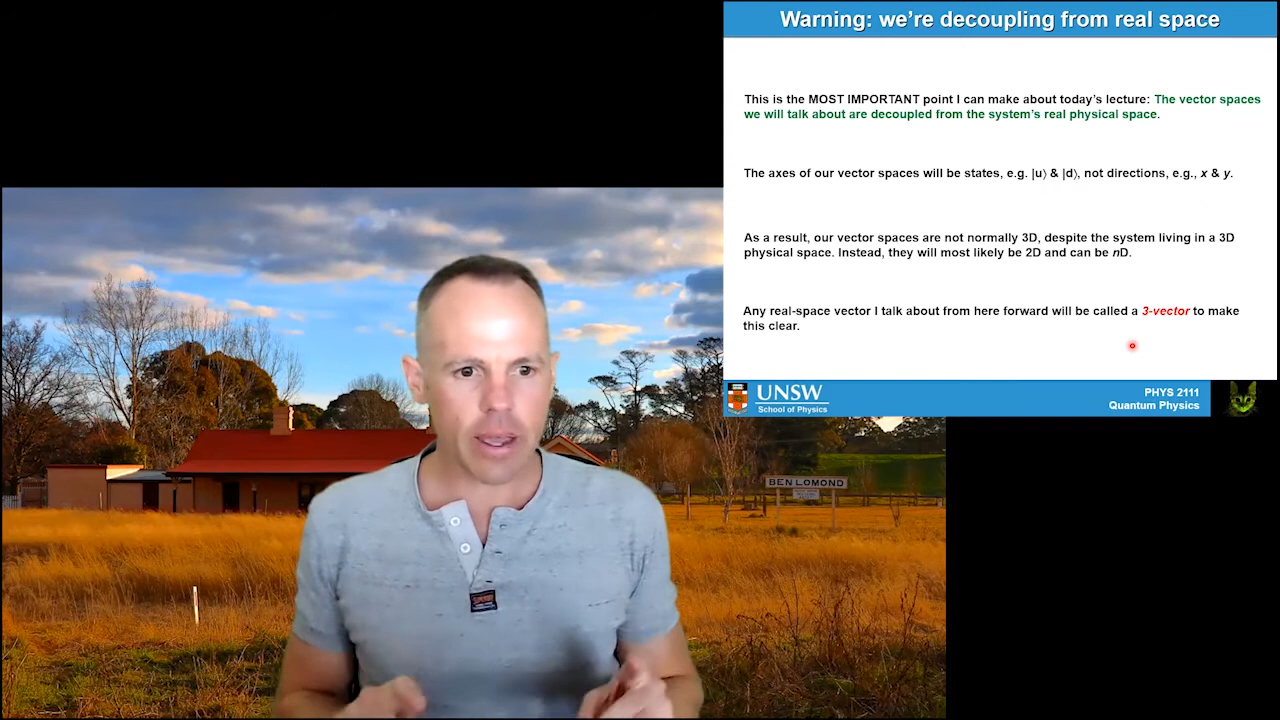 Warning: we’re decoupling from real space
This is the MOST IMPORTANT point I can make about today’s lecture: The vector spaces
we will talk about are decoupled from the system’s real physical space.
The axes of our vector spaces will be states, e.g. |u⟩ & |d⟩, not directions, e.g., x & y.
As a result, our vector spaces are not normally 3D, despite the system living in a 3D
physical space. Instead, they will most likely be 2D and can be nD.
Any real-space vector I talk about from here forward will be called a 3-vector to make
this clear.
UNSW
School of Physics
PHYS 2111
Quantum Physics
BEN LOMOND